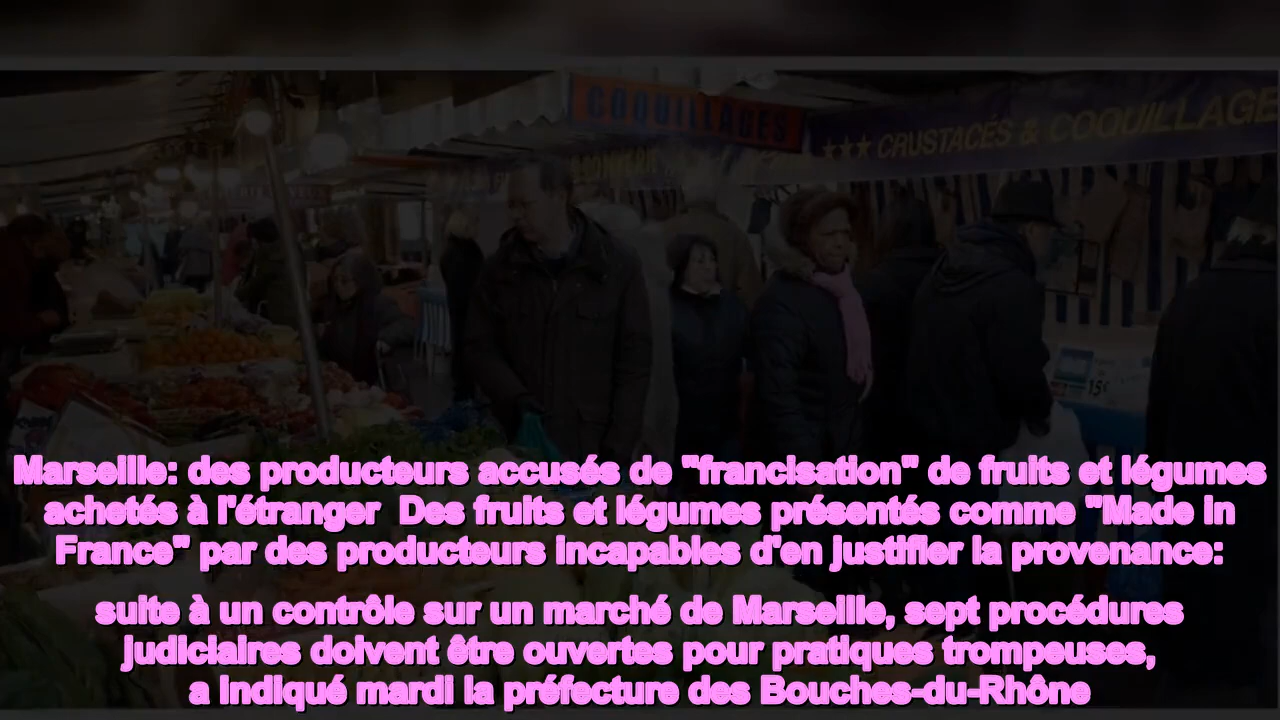 COQUILLAGES
★★★ CRUSTACÉS & COQUILLAGE
15€
Marseille: des producteurs accusés de "francisation" de fruits et légumes
achetés à l'étranger Des fruits et légumes présentés comme "Made in
France" par des producteurs incapables d'en justifier la provenance:
suite à un contrôle sur un marché de Marseille, sept procédures
judiciaires doivent être ouvertes pour pratiques trompeuses,
a indiqué mardi la préfecture des Bouches-du-Rhône